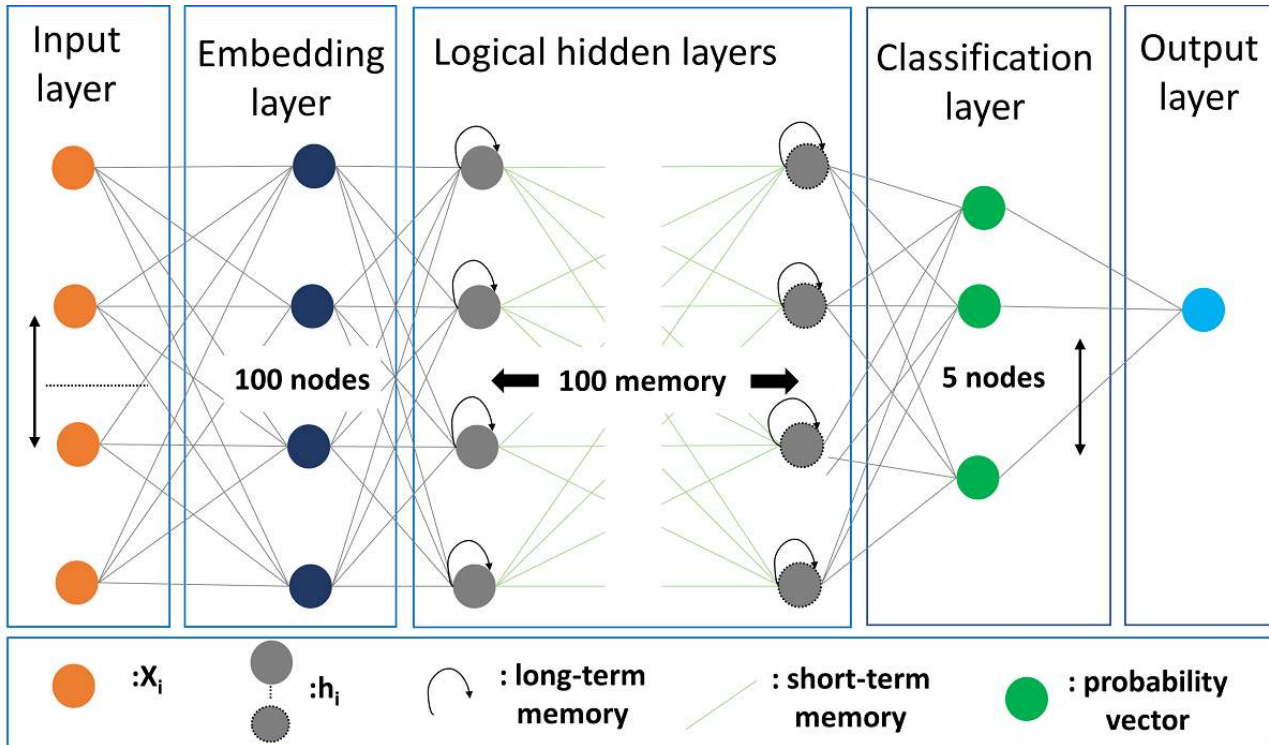 Input
layer
Embedding
layer
Logical hidden layers
Classification
layer
Output
layer
100 nodes
100 memory
5 nodes
:Xi
:hi
: long-term
memory
: short-term
memory
: probability
vector